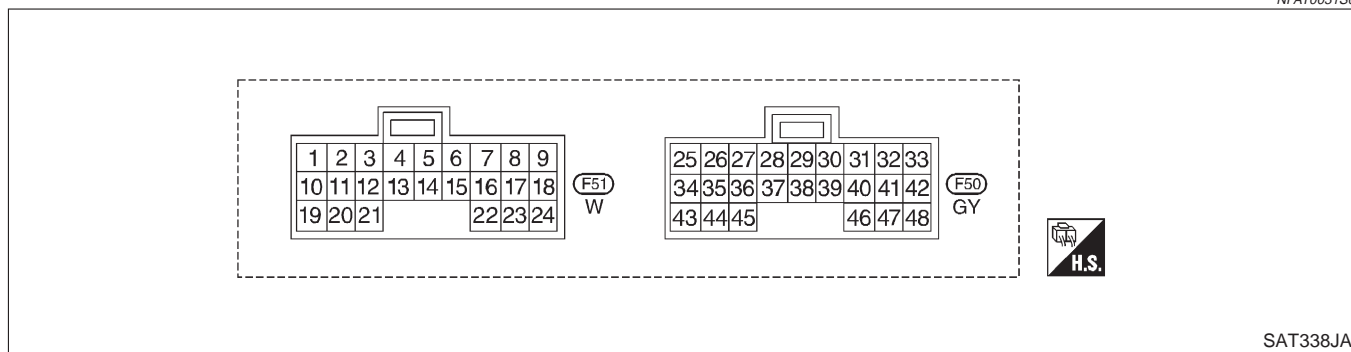 1 2 3 4 5 6 7 8 9
10 11 12 13 14 15 16 17 18
19 20 21 22 23 24
F51
W
25 26 27 28 29 30 31 32 33
34 35 36 37 38 39 40 41 42
43 44 45 46 47 48
F50
GY
H.S.
SAT338JA